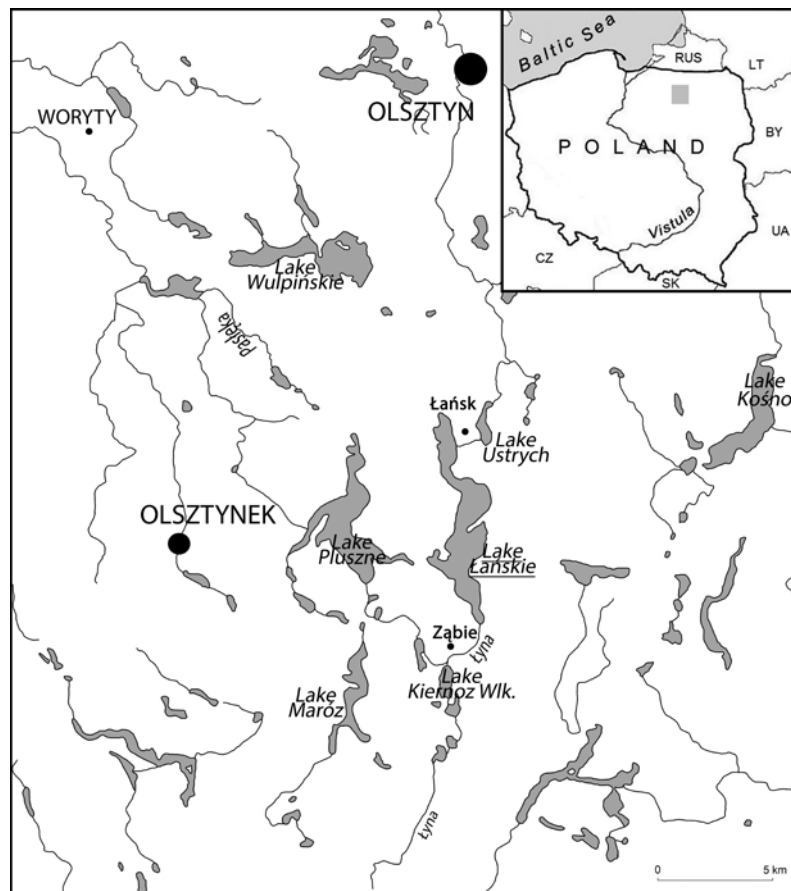 Baltic Sea
RUS
LT
BY
POLAND
Vistula
UA
CZ
SK
WORYTY
OLSZTYN
Lake
Wulpińskie
Pasłęka
Łańsk
Lake
Ustrych
Lake
Kośno
OLSZTYNEK
Lake
Pluszne
Lake
Łańskie
Ząbie
Łyna
Lake
Kiernoz Wlk.
Lake
Maróz
Łyna
0 5 km